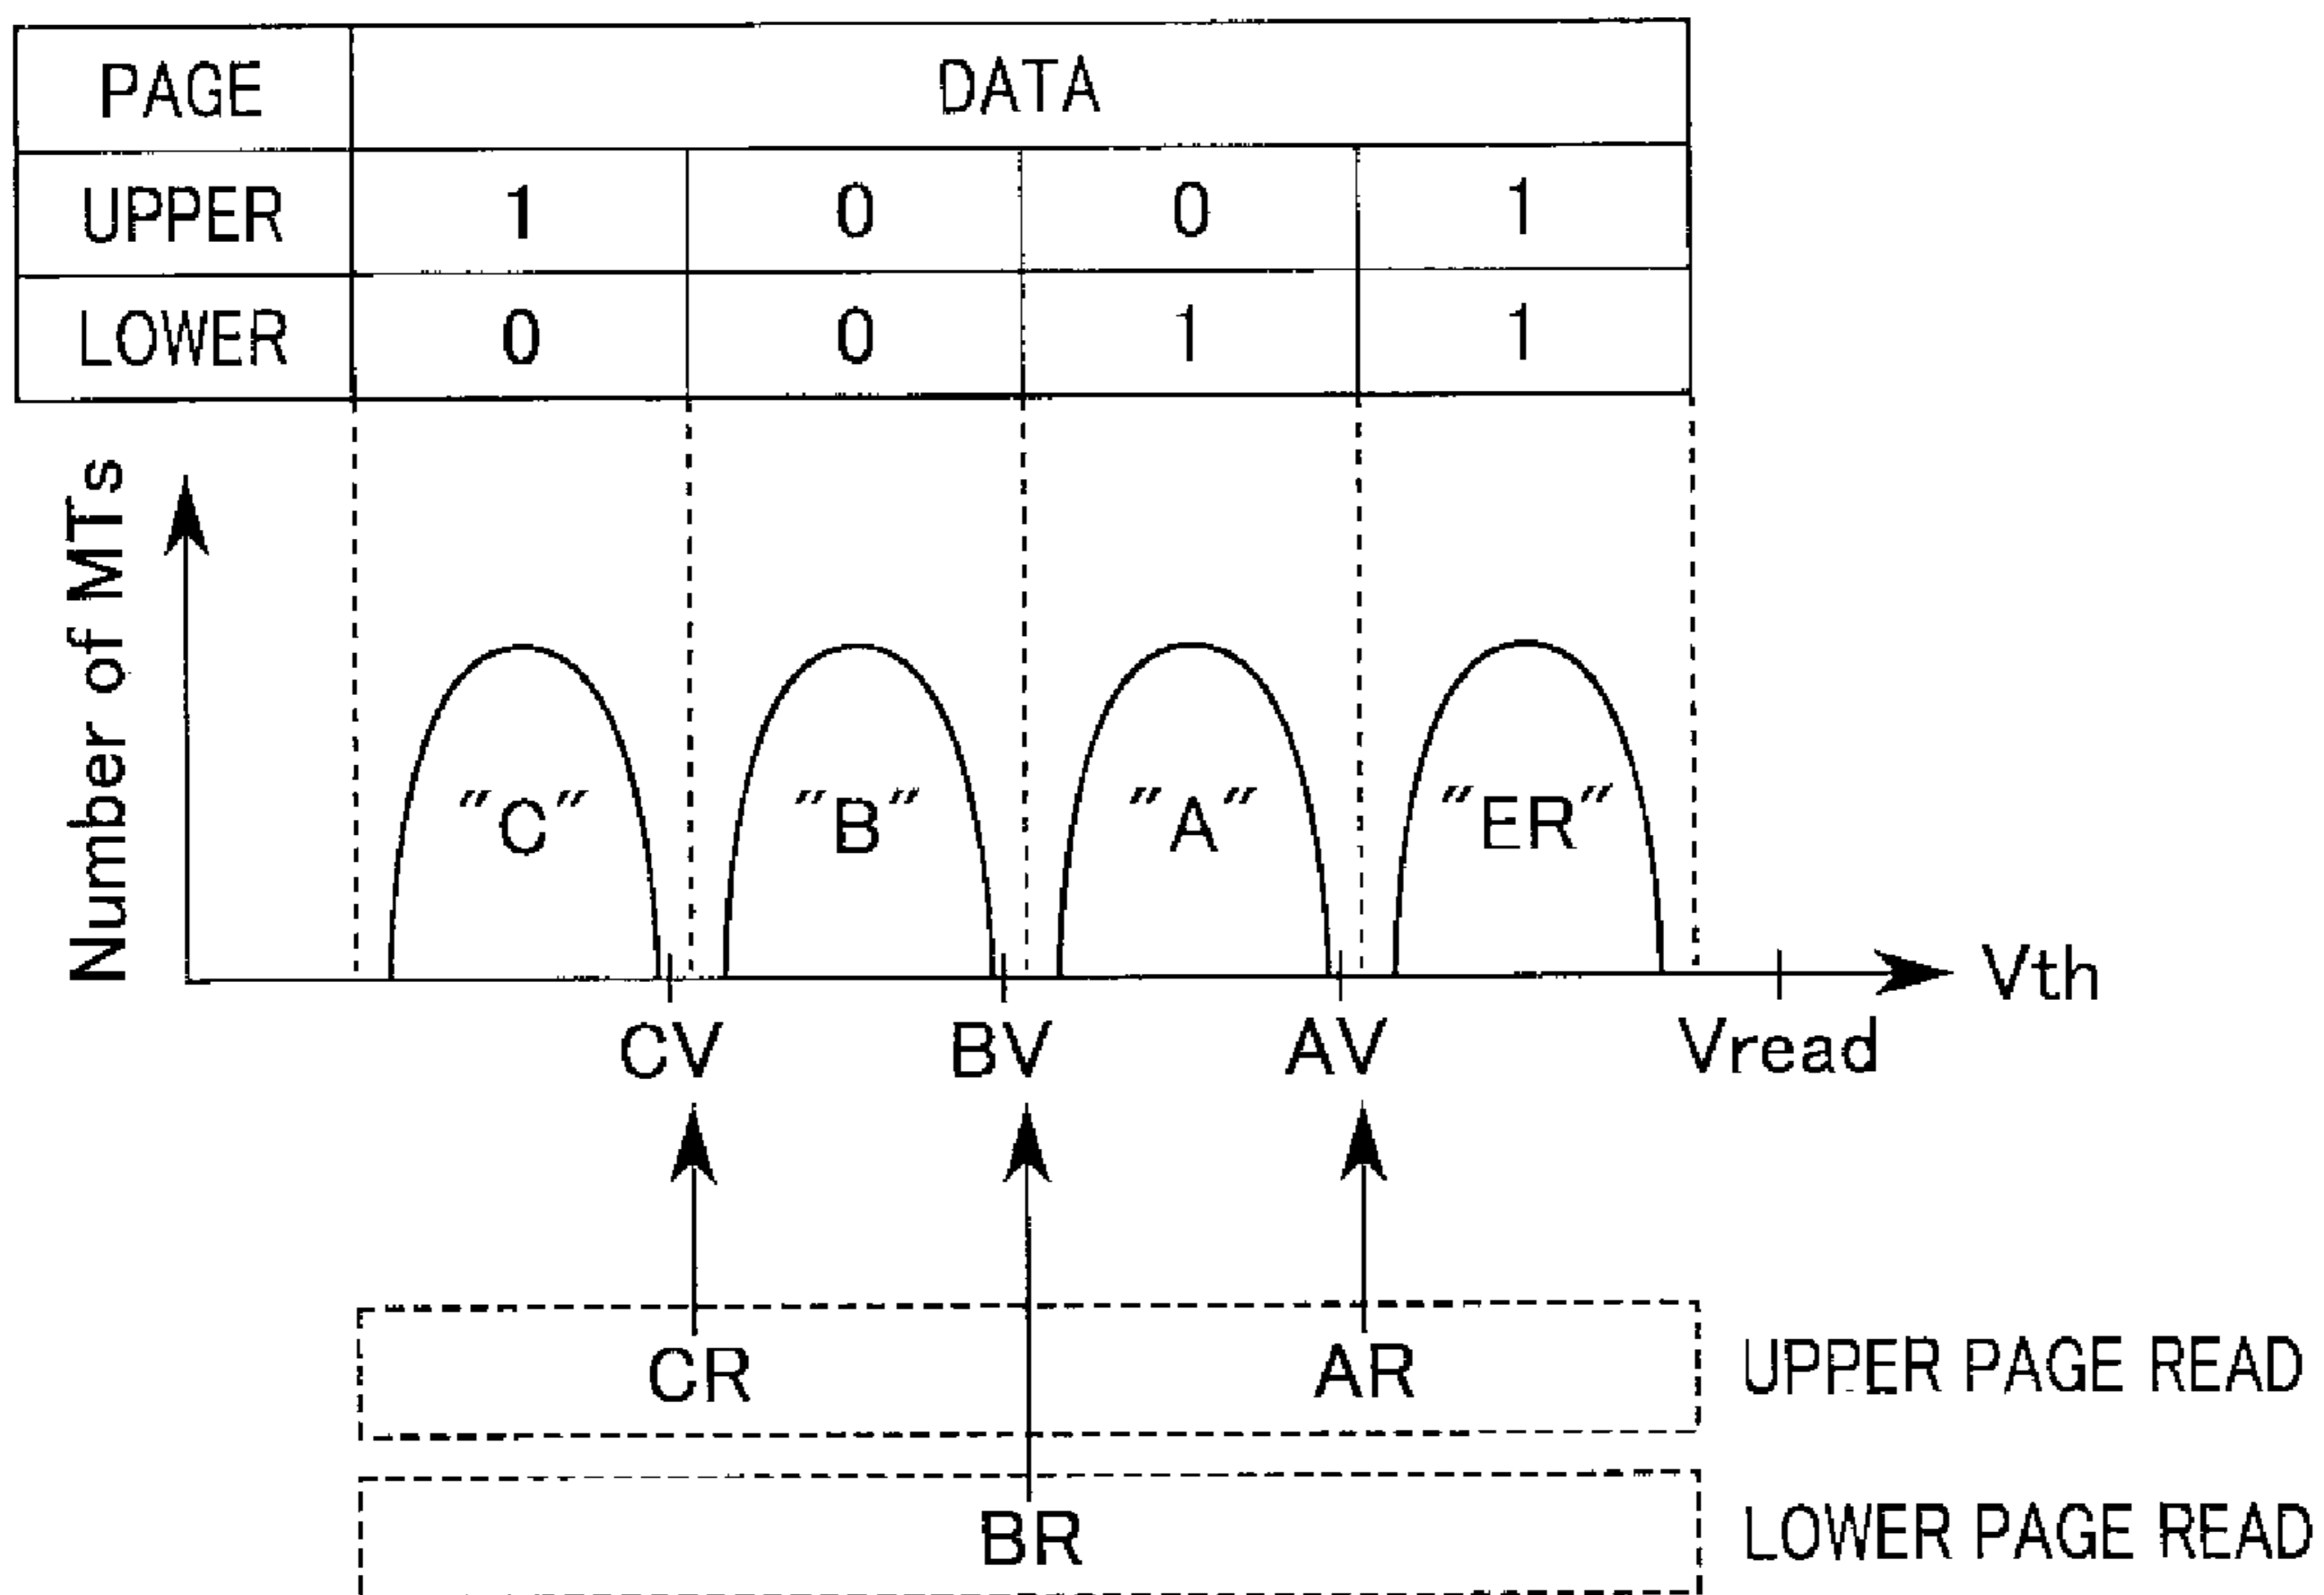 PAGE DATA
UPPER 1 0 0 1
LOWER 0 0 1 1
Number of MTs
"C" "B" "A" "ER"
Vth
CV BV AV Vread
CR AR UPPER PAGE READ
BR LOWER PAGE READ